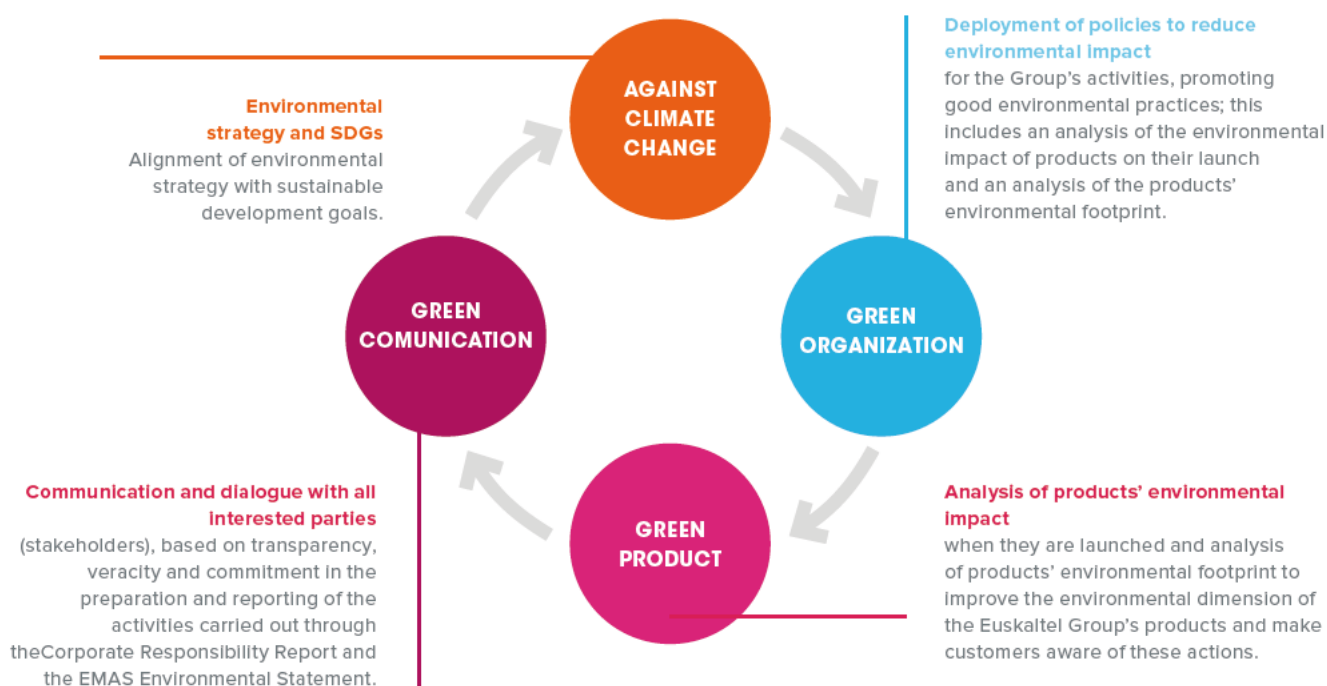 AGAINST
CLIMATE
CHANGE
Environmental
strategy and SDGs
Alignment of environmental
strategy with sustainable
development goals.
Deployment of policies to reduce
environmental impact
for the Group's activities, promoting
good environmental practices; this
includes an analysis of the environmental
impact of products on their launch
and an analysis of the products'
environmental footprint.
GREEN
ORGANIZATION
GREEN
COMUNICATION
GREEN
PRODUCT
Analysis of products' environmental
impact
when they are launched and analysis
of products' environmental footprint to
improve the environmental dimension of
the Euskaltel Group's products and make
customers aware of these actions.
Communication and dialogue with all
interested parties
(stakeholders), based on transparency,
veracity and commitment in the
preparation and reporting of the
activities carried out through
theCorporate Responsibility Report and
the EMAS Environmental Statement.